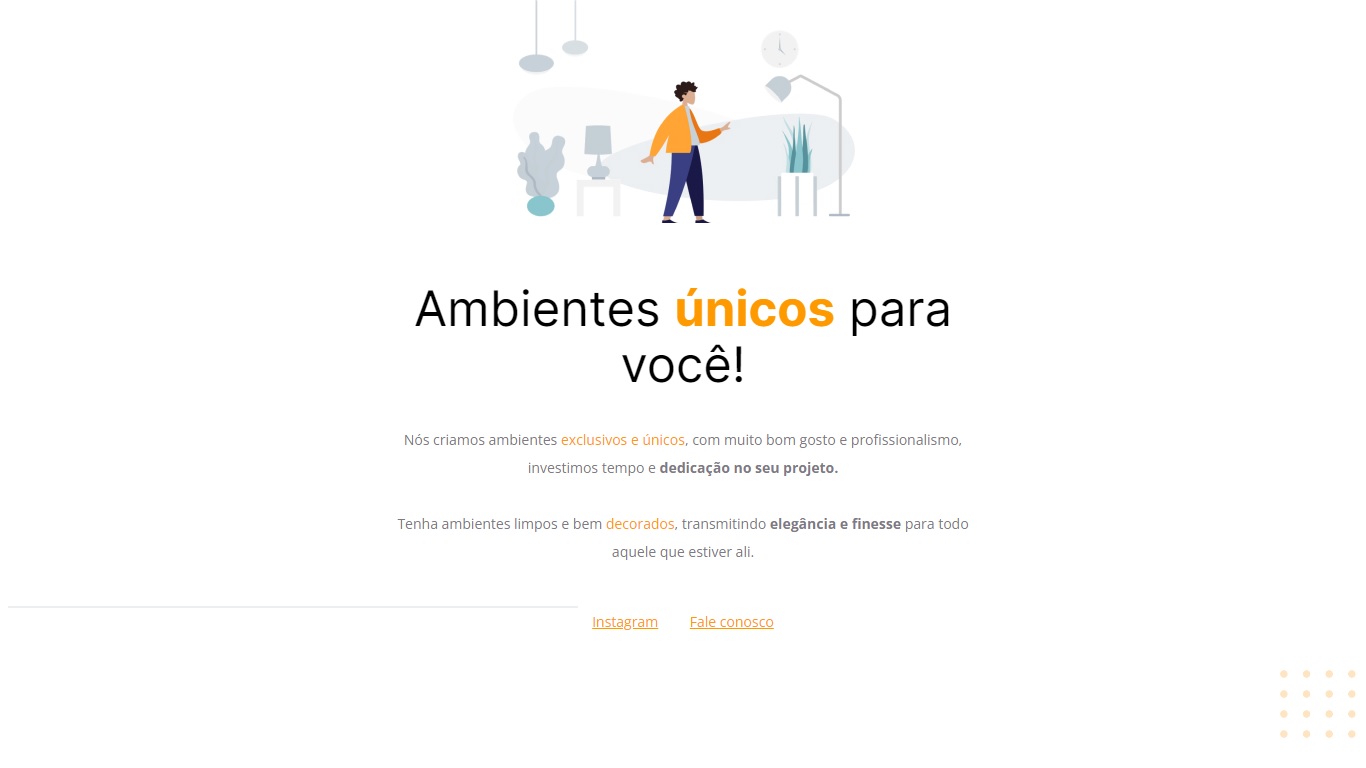 Ambientes únicos para
você!
Nós criamos ambientes exclusivos e únicos, com muito bom gosto e profissionalismo,
investimos tempo e dedicação no seu projeto.
Tenha ambientes limpos e bem decorados, transmitindo elegância e finesse para todo
aquele que estiver ali.
Instagram Fale conosco